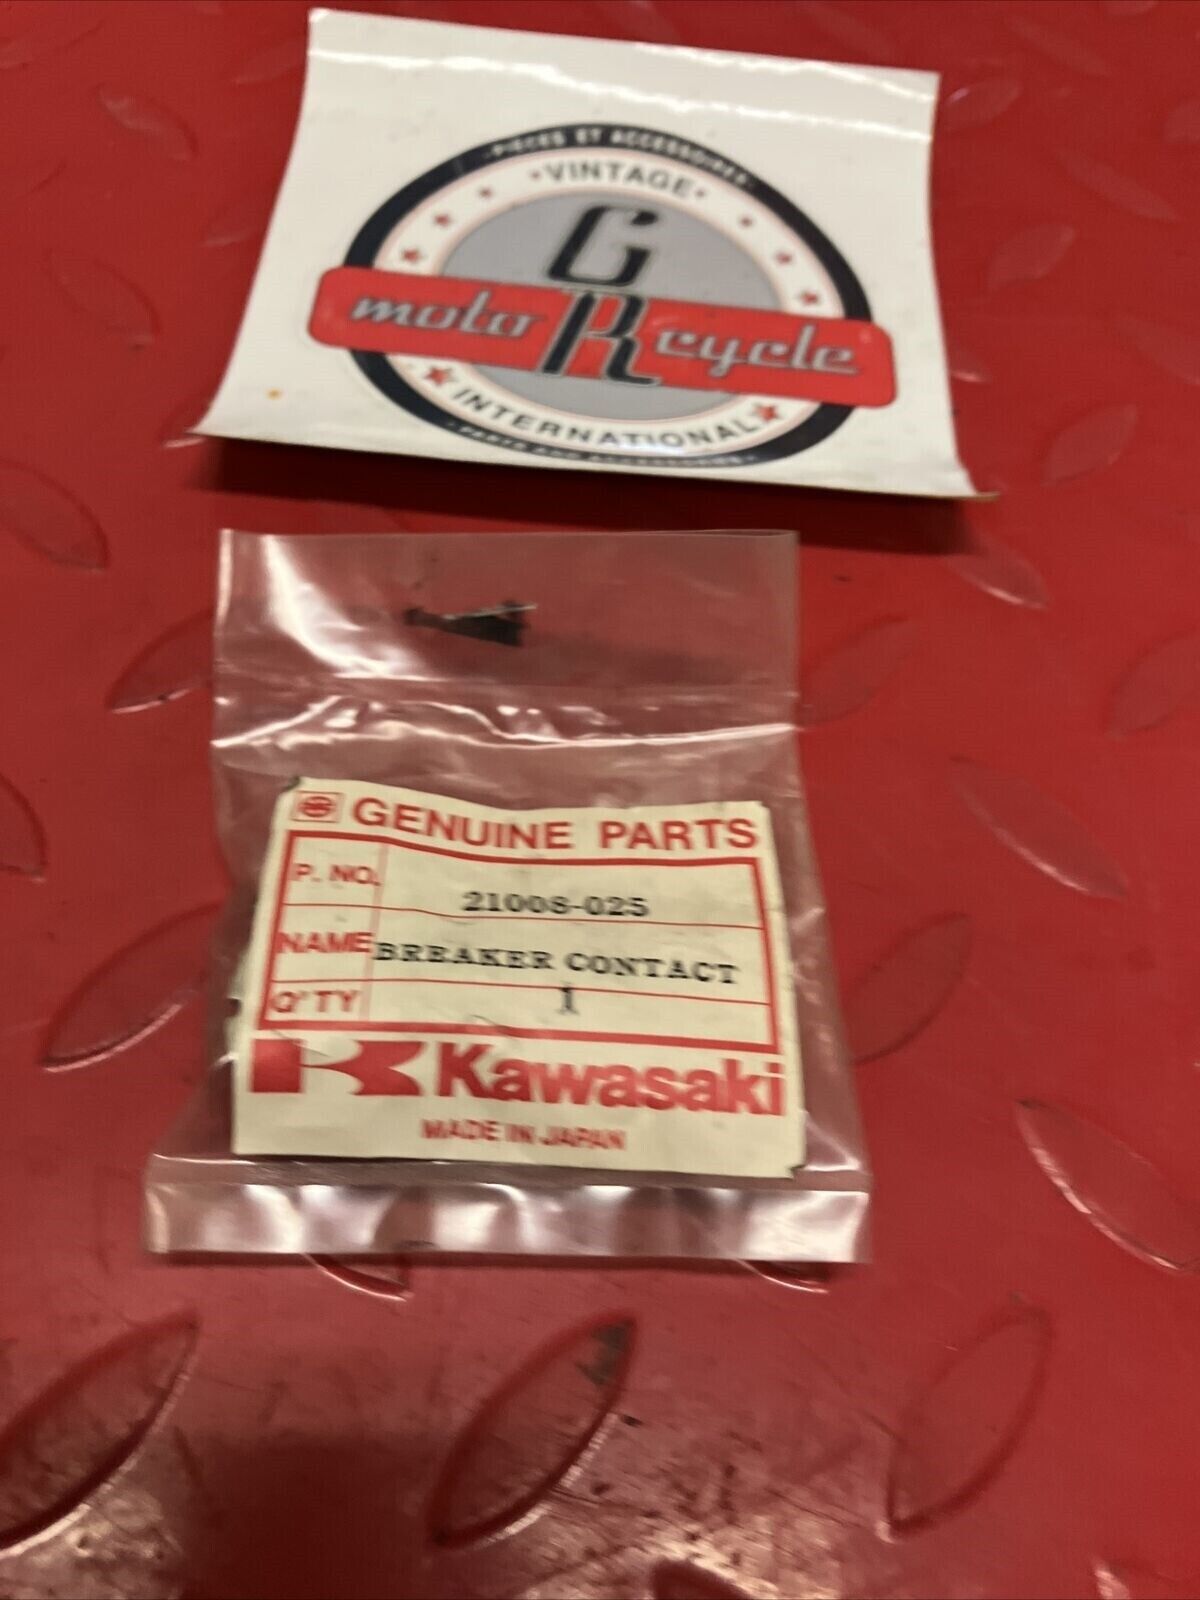 ·PIECES ET ACCESSOIRES·
·VINTAGE·
G
moto R cycle
INTERNATIONAL
·PARTS AND ACCESSORIES·
GENUINE PARTS
P. NO. 21008-025
NAME BREAKER CONTACT
Q'TY 1
Kawasaki
MADE IN JAPAN